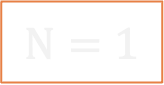 N = 1